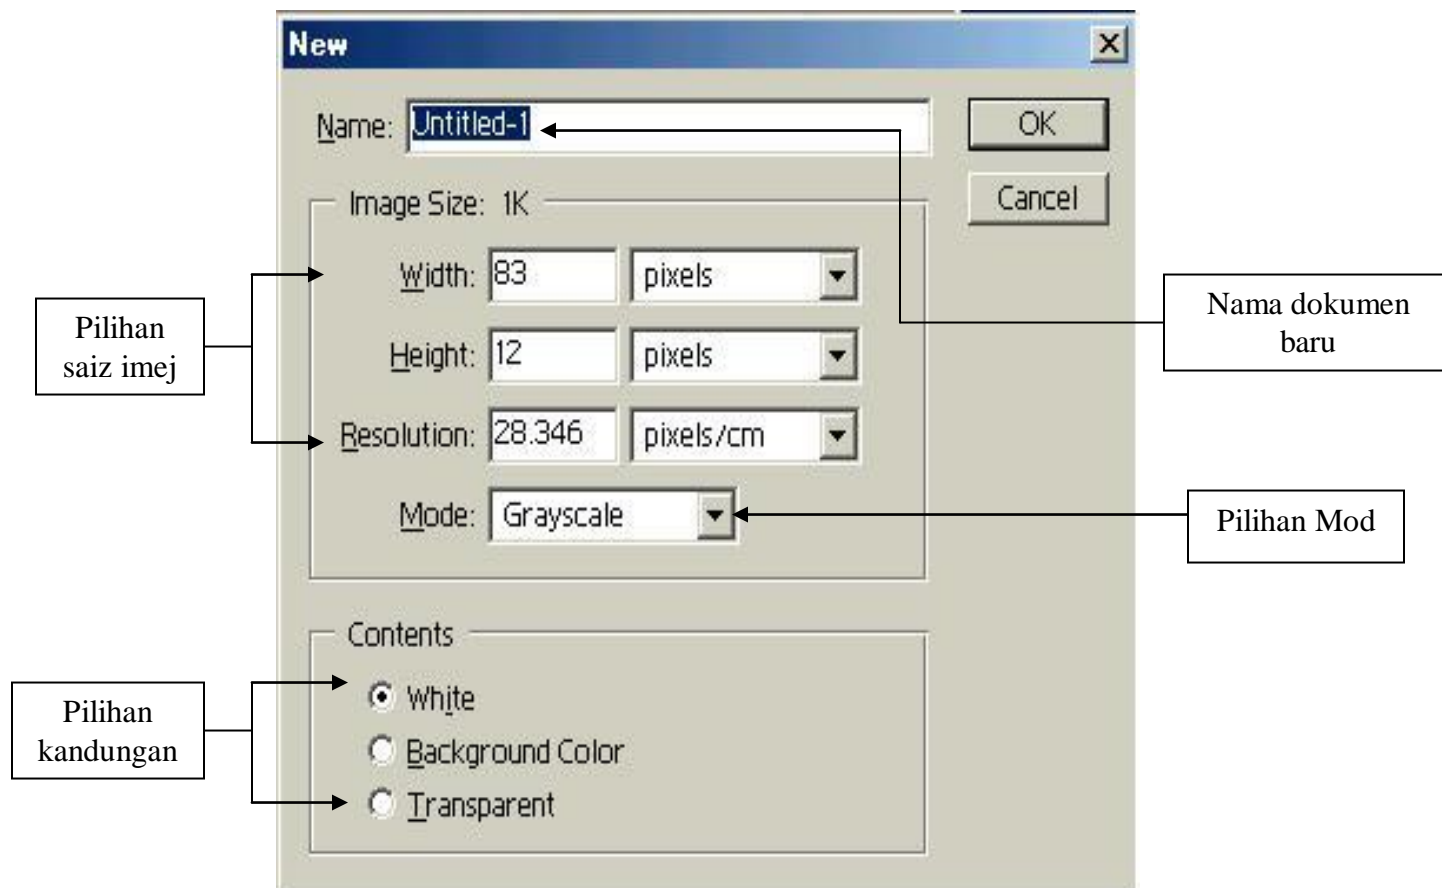 New
Name: Untitled-1
OK
Cancel
Image Size: 1K
Width: 83 pixels
Height: 12 pixels
Resolution: 28.346 pixels/cm
Mode: Grayscale
Contents
White
Background Color
Transparent
Pilihan
saiz imej
Nama dokumen
baru
Pilihan Mod
Pilihan
kandungan